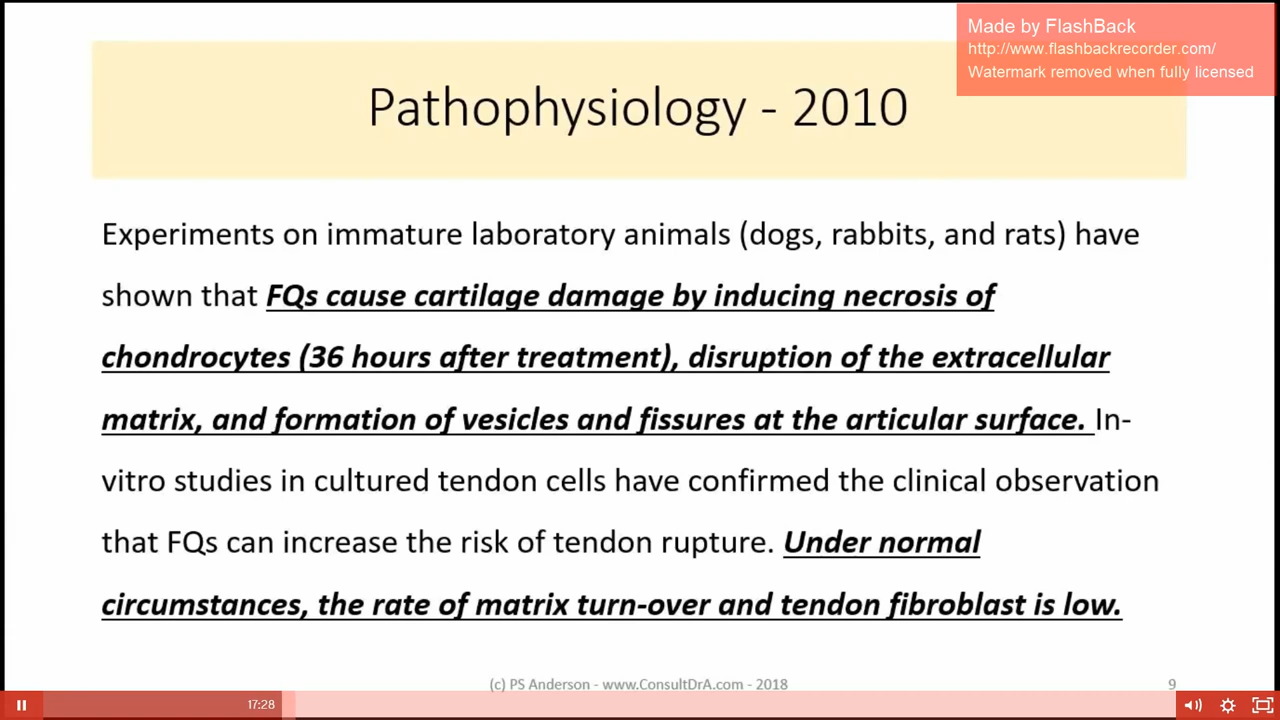 Made by FlashBack
http://www.flashbackrecorder.com/
Watermark removed when fully licensed
Pathophysiology - 2010
Experiments on immature laboratory animals (dogs, rabbits, and rats) have
shown that FQs cause cartilage damage by inducing necrosis of
chondrocytes (36 hours after treatment), disruption of the extracellular
matrix, and formation of vesicles and fissures at the articular surface. In-
vitro studies in cultured tendon cells have confirmed the clinical observation
that FQs can increase the risk of tendon rupture. Under normal
circumstances, the rate of matrix turn-over and tendon fibroblast is low.
(c) PS Anderson - www.ConsultDrA.com - 2018
9
17:28